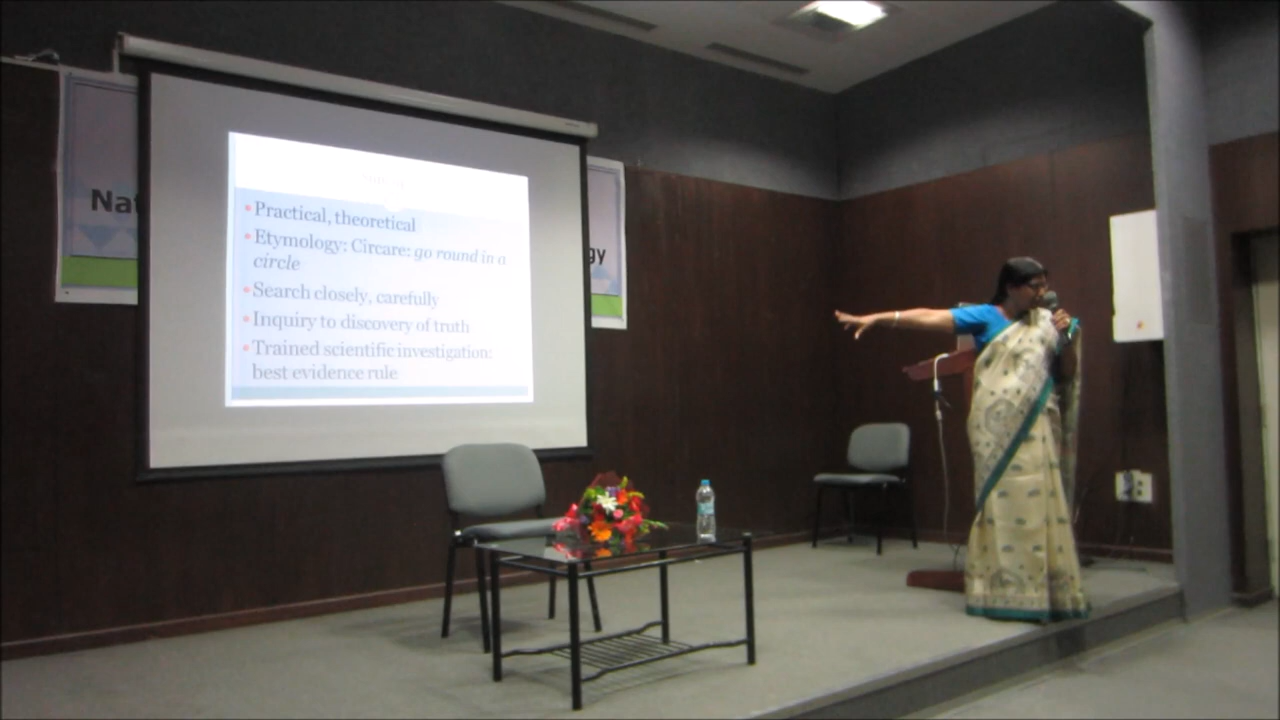 Nat
gy
Practical, theoretical
Etymology: Circare: go round in a
circle
Search closely, carefully
Inquiry to discovery of truth
Trained scientific investigation:
best evidence rule